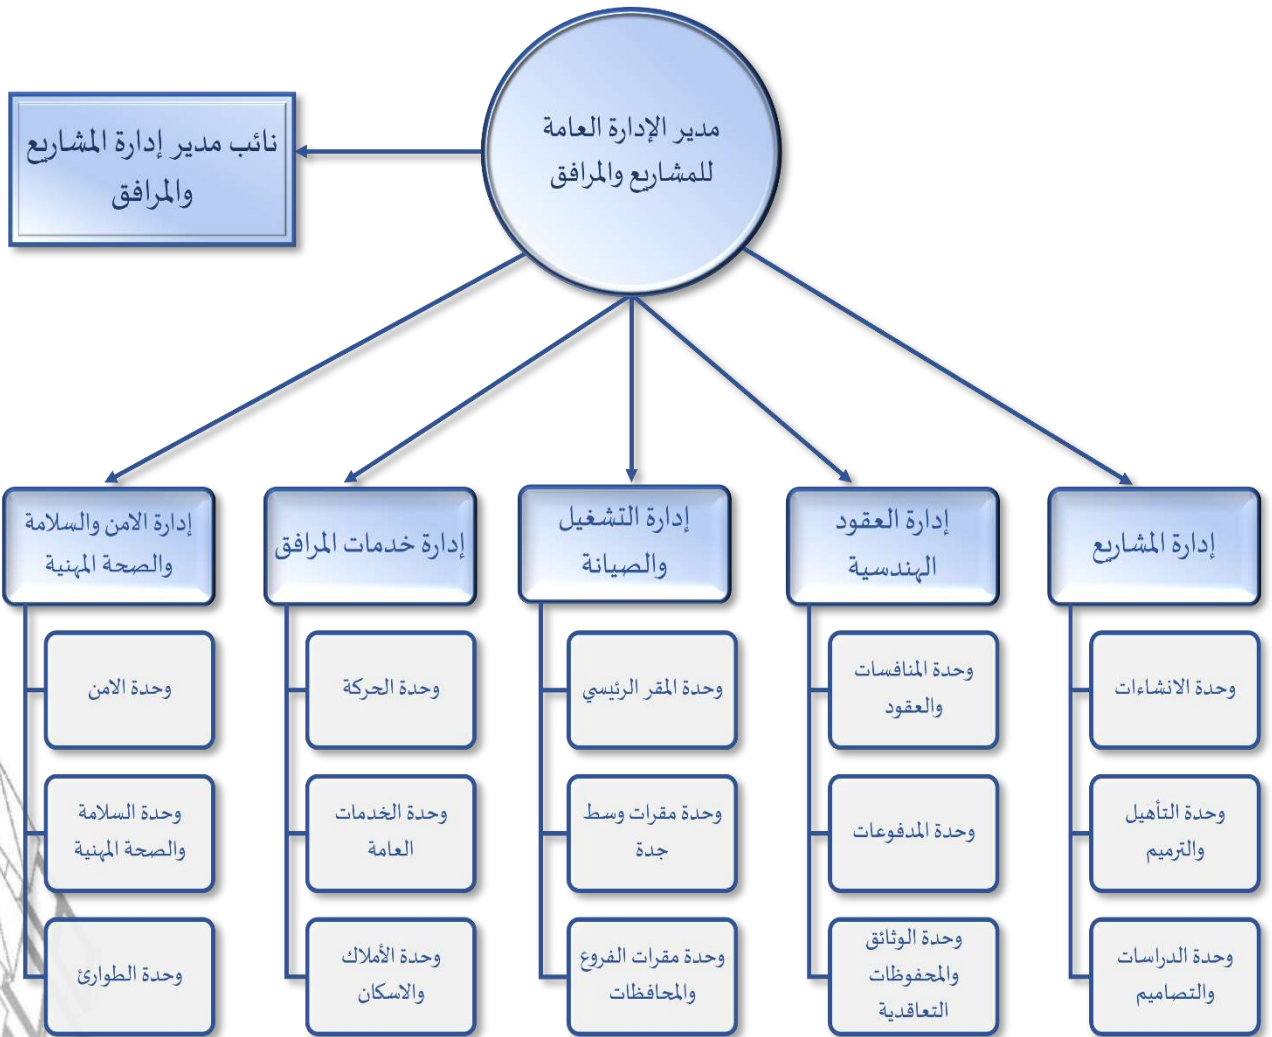 مدير الإدارة العامة
للمشاريع والمرافق
نائب مدير إدارة المشاريع
والمرافق
إدارة المشاريع
وحدة الانشاءات
وحدة التأهيل
والترميم
وحدة الدراسات
والتصاميم
إدارة العقود
الهندسية
وحدة المنافسات
والعقود
وحدة المدفوعات
وحدة الوثائق
والمحفوظات
التعاقدية
إدارة التشغيل
والصيانة
وحدة المقر الرئيسي
وحدة مقرات وسط
جدة
وحدة مقرات الفروع
والمحافظات
إدارة خدمات المرافق
وحدة الحركة
وحدة الخدمات
العامة
وحدة الأملاك
والاسكان
إدارة الامن والسلامة
والصحة المهنية
وحدة الامن
وحدة السلامة
والصحة المهنية
وحدة الطوارئ